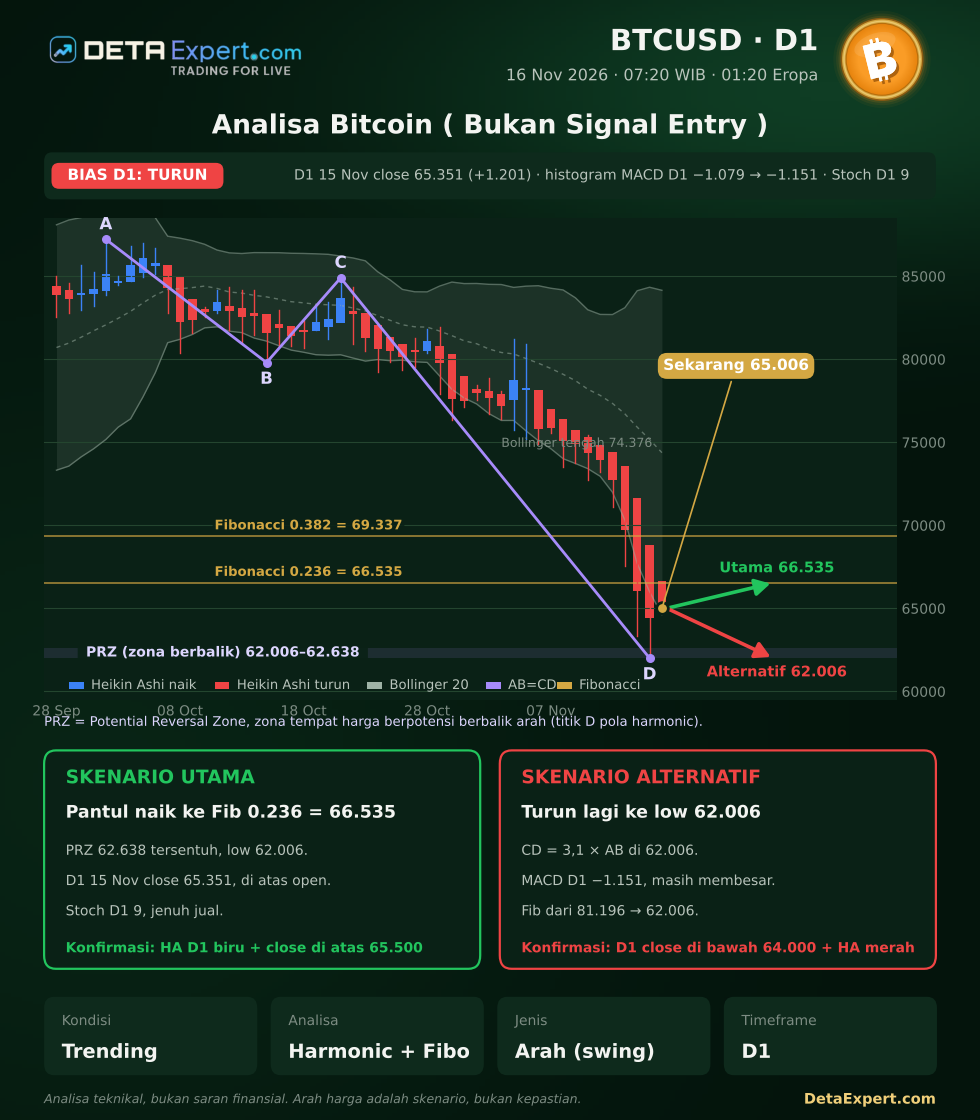 DETA Expert.com
TRADING FOR LIVE
BTCUSD · D1
16 Nov 2026 · 07:20 WIB · 01:20 Eropa
Analisa Bitcoin ( Bukan Signal Entry )
BIAS D1: TURUN
D1 15 Nov close 65.351 (+1.201) · histogram MACD D1 −1.079 → −1.151 · Stoch D1 9
A
C
B
D
85000
80000
75000
70000
65000
60000
Sekarang 65.006
Bollinger tengah 74.376
Fibonacci 0.382 = 69.337
Fibonacci 0.236 = 66.535
Utama 66.535
PRZ (zona berbalik) 62.006–62.638
Alternatif 62.006
Heikin Ashi naik
Heikin Ashi turun
Bollinger 20
AB=CD
Fibonacci
28 Sep
08 Oct
18 Oct
28 Oct
07 Nov
PRZ = Potential Reversal Zone, zona tempat harga berpotensi berbalik arah (titik D pola harmonic).
SKENARIO UTAMA
Pantul naik ke Fib 0.236 = 66.535
PRZ 62.638 tersentuh, low 62.006.
D1 15 Nov close 65.351, di atas open.
Stoch D1 9, jenuh jual.
Konfirmasi: HA D1 biru + close di atas 65.500
SKENARIO ALTERNATIF
Turun lagi ke low 62.006
CD = 3,1 × AB di 62.006.
MACD D1 −1.151, masih membesar.
Fib dari 81.196 → 62.006.
Konfirmasi: D1 close di bawah 64.000 + HA merah
Kondisi
Trending
Analisa
Harmonic + Fibo
Jenis
Arah (swing)
Timeframe
D1
Analisa teknikal, bukan saran finansial. Arah harga adalah skenario, bukan kepastian.
DetaExpert.com